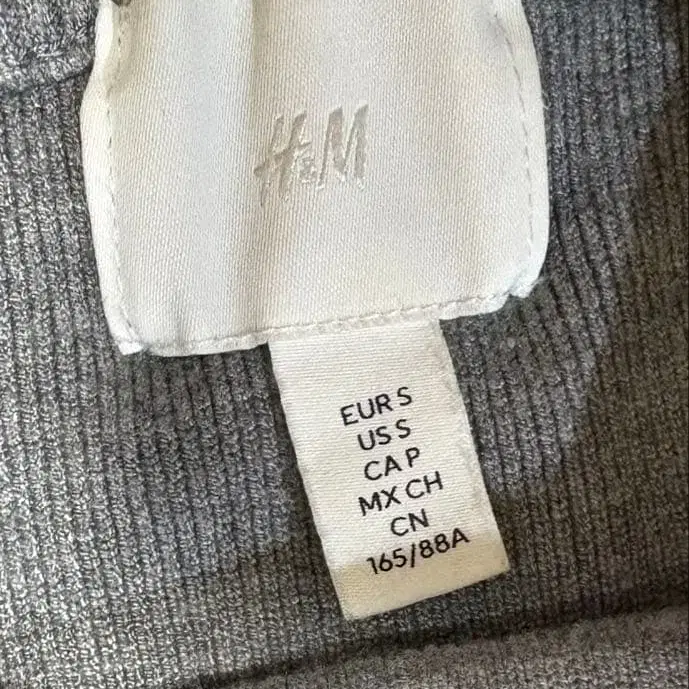 H&M
EUR S
US S
CA P
MX CH
CN
165/88A